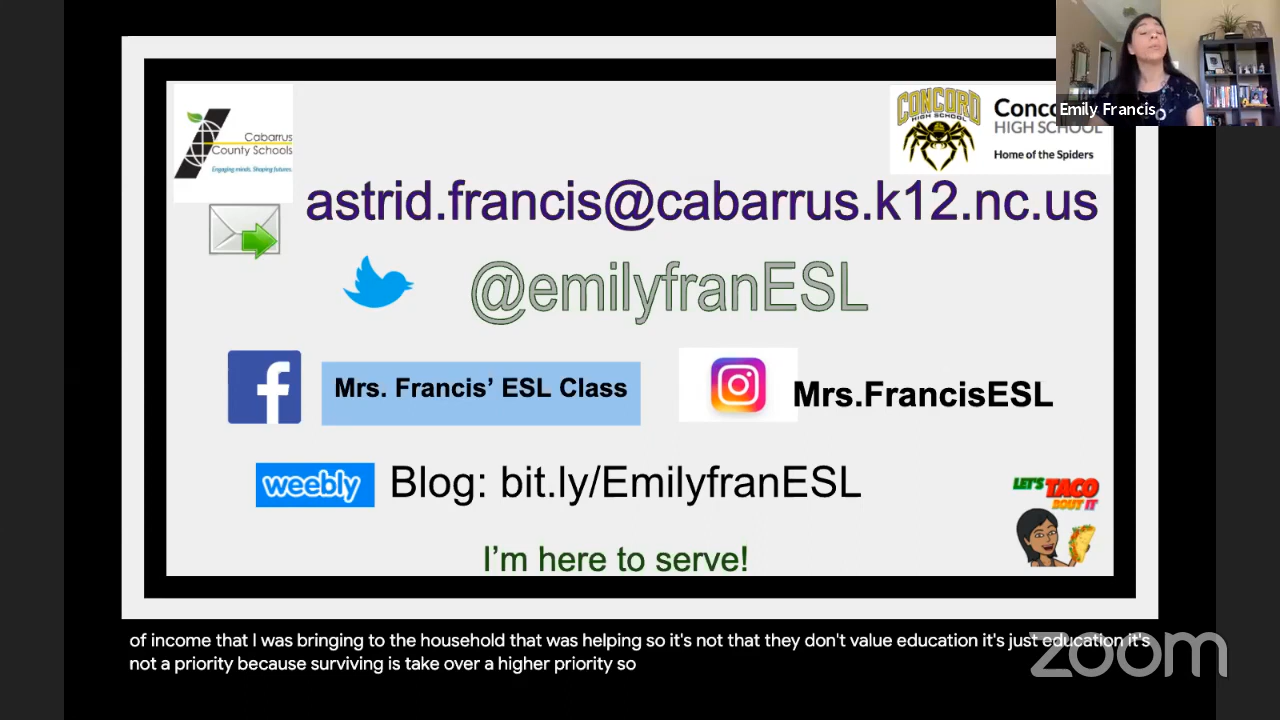 Cabarrus
County Schools
Engaging minds. Shaping futures.
CONCORD
HIGH SCHOOL
Conco
HIGH SCHOOL
Home of the Spiders
Emily Francis
astrid.francis@cabarrus.k12.nc.us
@emilyfranESL
Mrs. Francis’ ESL Class
Mrs.FrancisESL
weebly
Blog: bit.ly/EmilyfranESL
LET'S TACO
BOUT IT
I’m here to serve!
of income that I was bringing to the household that was helping so it's not that they don't value education it's just education it's
not a priority because surviving is take over a higher priority so
zoom